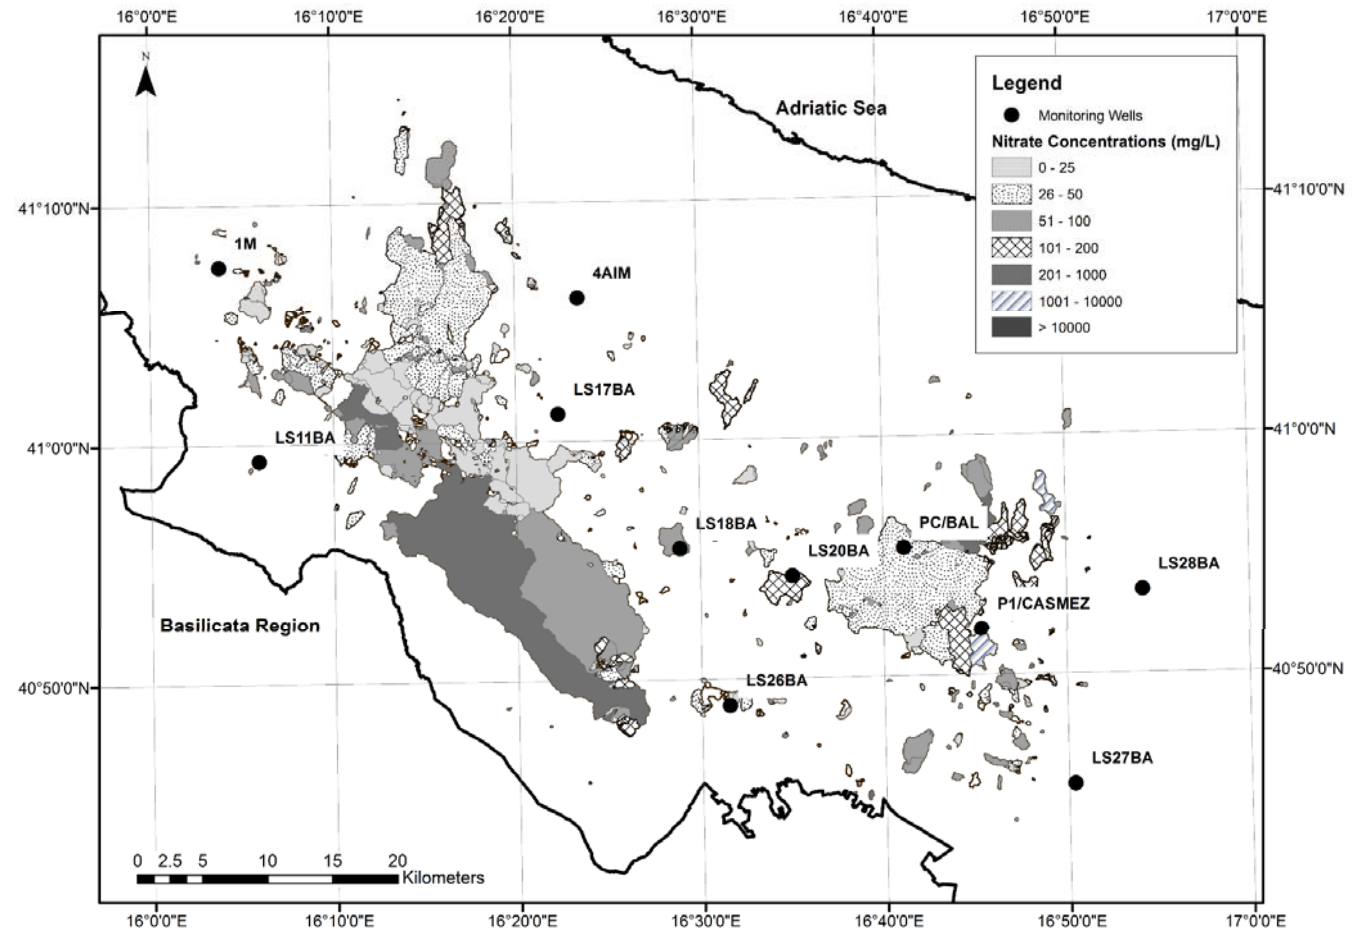 16°0'0"E 16°10'0"E 16°20'0"E 16°30'0"E 16°40'0"E 16°50'0"E 17°0'0"E
N
Adriatic Sea
Legend
Monitoring Wells
Nitrate Concentrations (mg/L)
0 - 25
26 - 50
51 - 100
101 - 200
201 - 1000
1001 - 10000
> 10000
41°10'0"N
41°10'0"N
1M
4AIM
LS17BA
LS11BA
41°0'0"N
41°0'0"N
LS18BA
PC/BAL
LS20BA
LS28BA
P1/CASMEZ
Basilicata Region
40°50'0"N
40°50'0"N
LS26BA
LS27BA
0 2.5 5 10 15 20
Kilometers
16°0'0"E 16°10'0"E 16°20'0"E 16°30'0"E 16°40'0"E 16°50'0"E 17°0'0"E